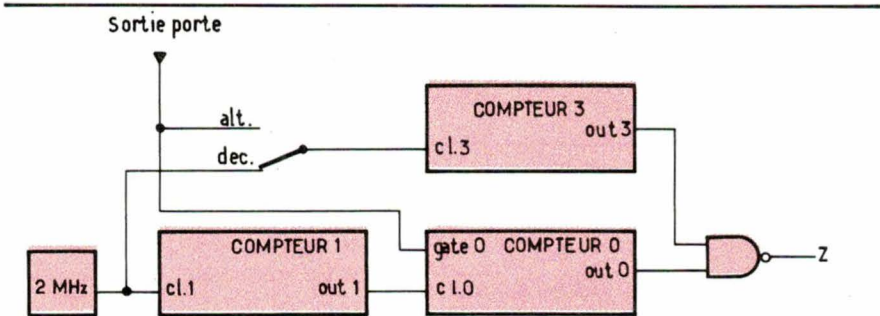 Sortie porte
alt.
dec.
COMPTEUR 3
out 3
cl.3
COMPTEUR 1
gate 0 COMPTEUR 0
out 0
Z
2 MHz
cl.1
out 1
cl.0